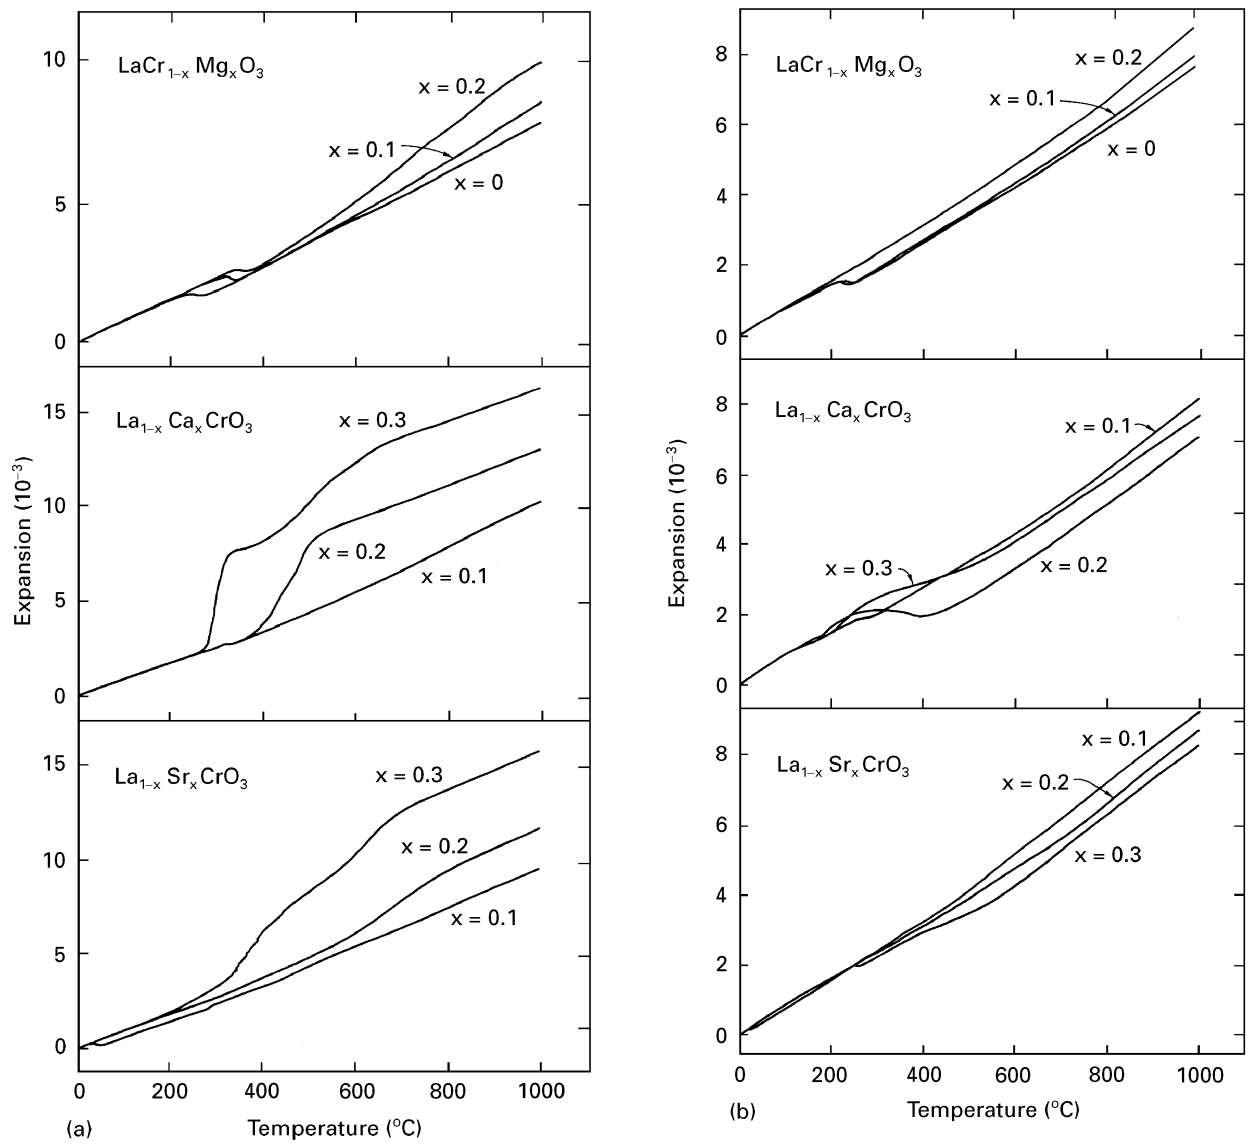 LaCr₁₋ₓ MgₓO₃
x = 0.2
x = 0.1
x = 0
10
5
0
La₁₋ₓ CaₓCrO₃
x = 0.3
x = 0.2
x = 0.1
15
10
5
0
Expansion (10⁻³)
La₁₋ₓ SrₓCrO₃
x = 0.3
x = 0.2
x = 0.1
15
10
5
0
0 200 400 600 800 1000
(a) Temperature (°C)
LaCr₁₋ₓ MgₓO₃
x = 0.2
x = 0.1
x = 0
8
6
4
2
0
La₁₋ₓ CaₓCrO₃
x = 0.1
x = 0.3
x = 0.2
8
6
4
2
0
Expansion (10⁻³)
La₁₋ₓ SrₓCrO₃
x = 0.1
x = 0.2
x = 0.3
8
6
4
2
0
0 200 400 600 800 1000
(b) Temperature (°C)